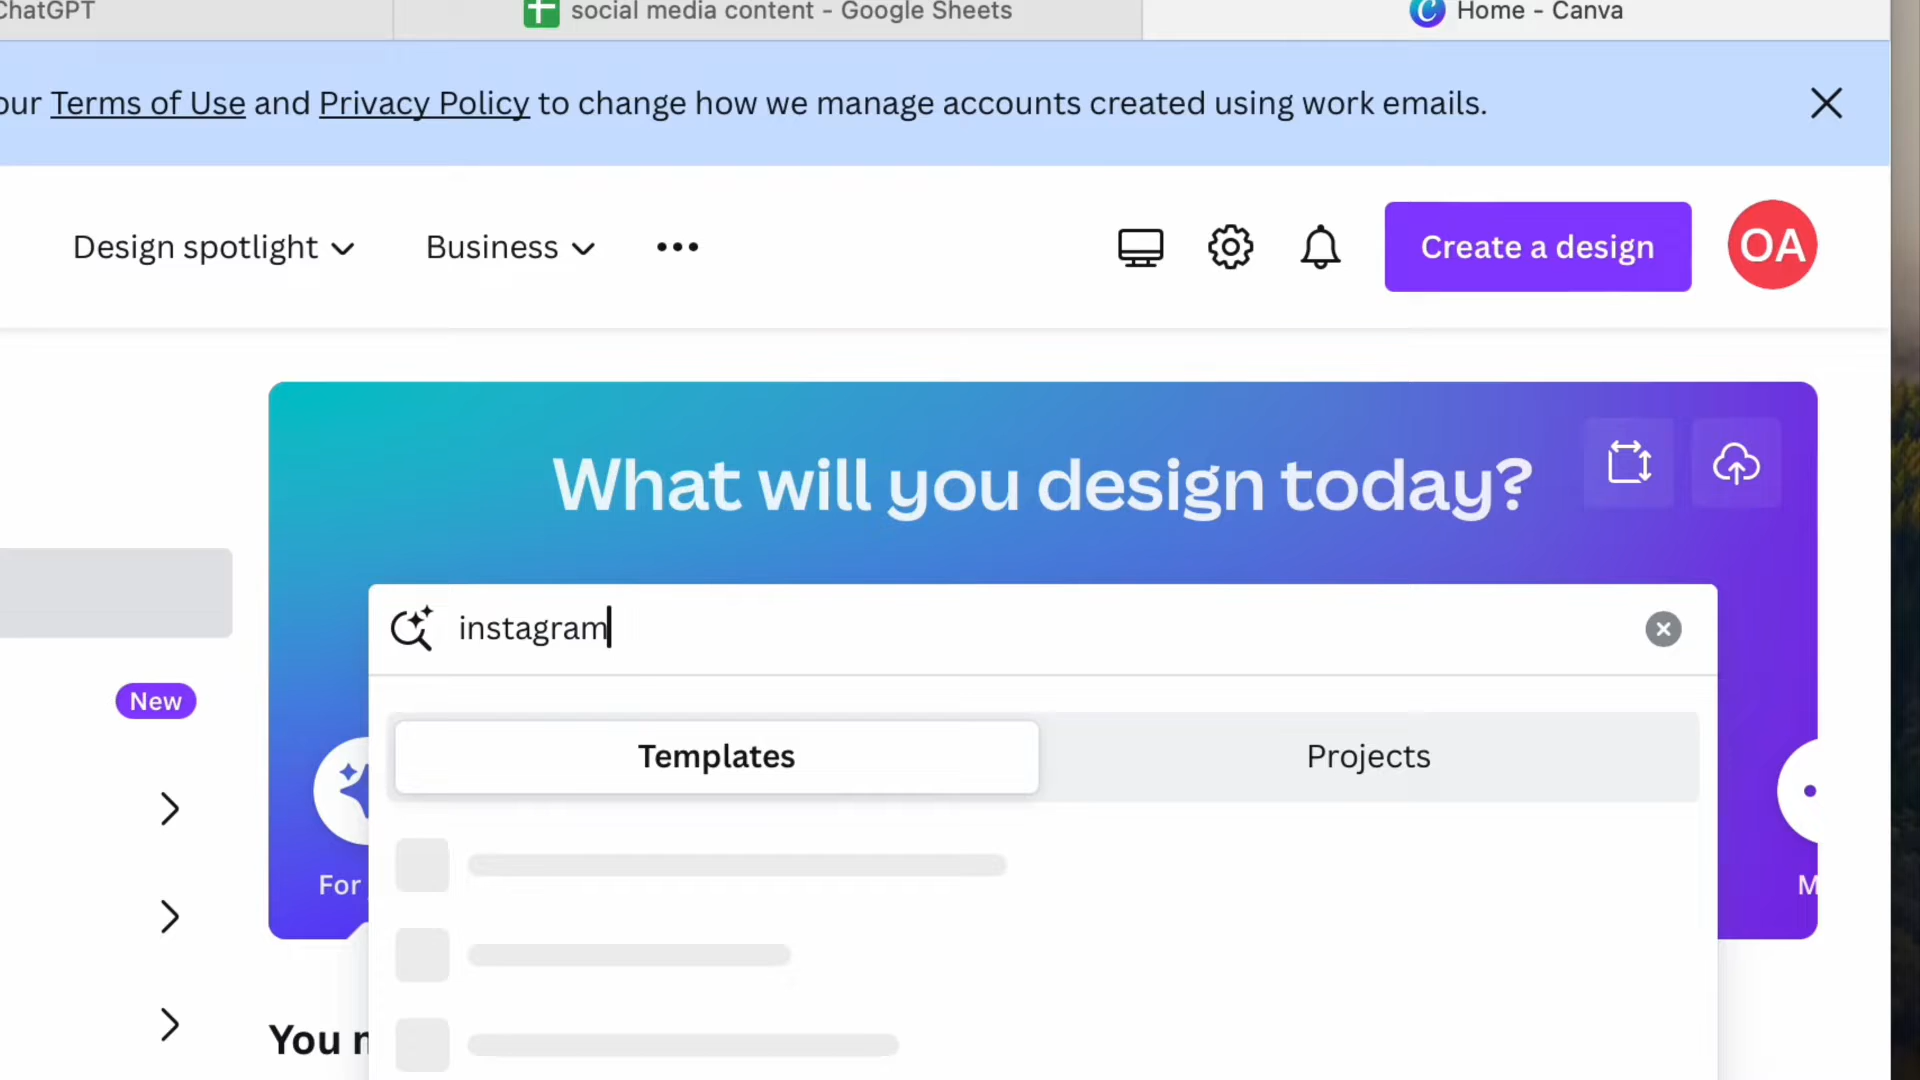 ChatGPT
social media content - Google Sheets
Home - Canva
our Terms of Use and Privacy Policy to change how we manage accounts created using work emails.
Design spotlight
Business
Create a design
OA
What will you design today?
instagram
Templates
Projects
New
For
M
You